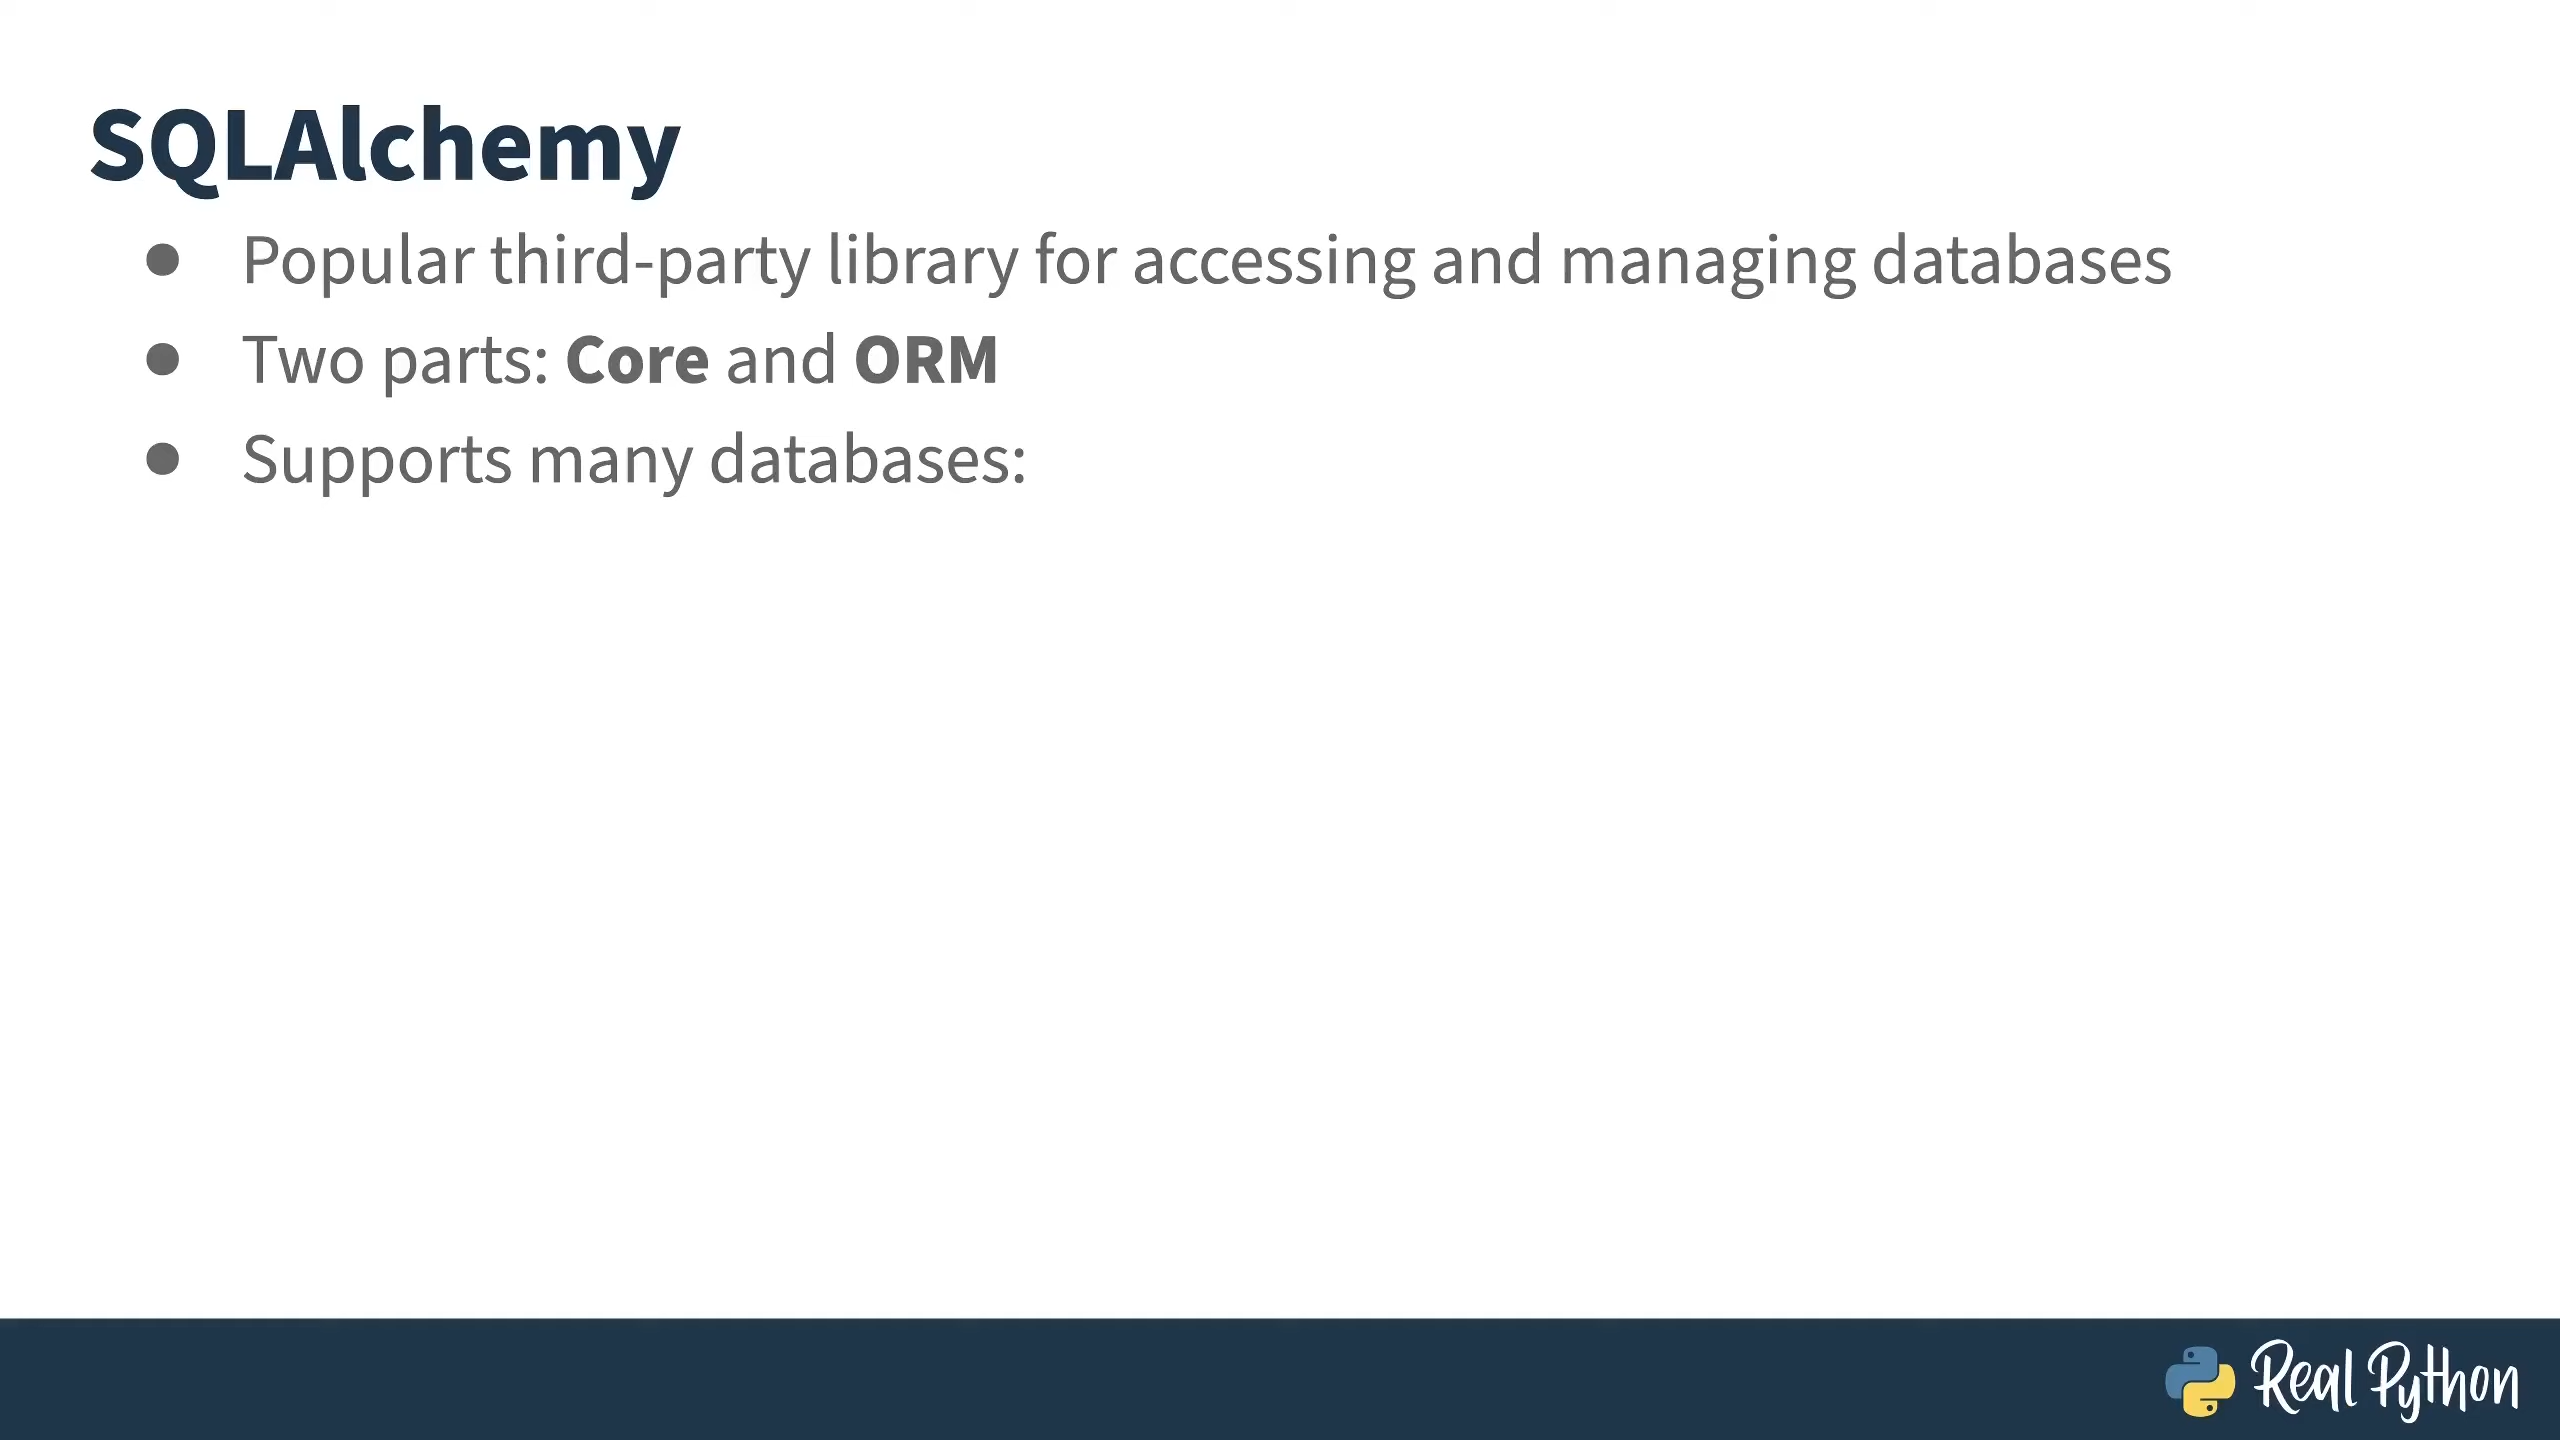 SQLAlchemy
● Popular third-party library for accessing and managing databases
● Two parts: Core and ORM
● Supports many databases:
Real Python